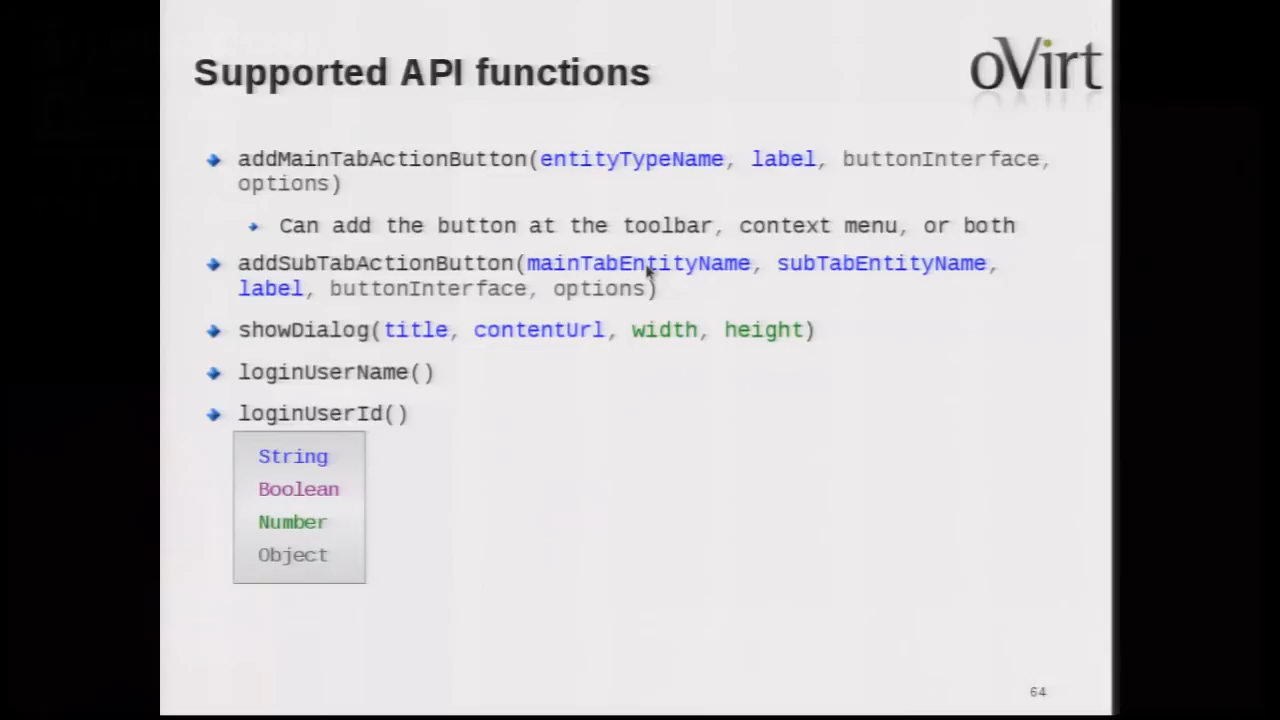 Supported API functions
oVirt
addMainTabActionButton(entityTypeName, label, buttonInterface,
options)
Can add the button at the toolbar, context menu, or both
addSubTabActionButton(mainTabEntityName, subTabEntityName,
label, buttonInterface, options)
showDialog(title, contentUrl, width, height)
loginUserName()
loginUserId()
String
Boolean
Number
Object
64